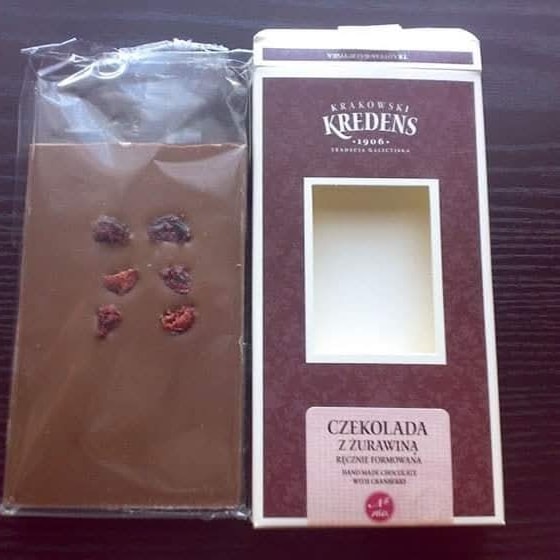 KRAKOWSKI
KREDENS
•1906•
TRADYCJA GALICYJSKA
CZEKOLADA
Z ŻURAWINĄ
RĘCZNIE FORMOWANA
HAND MADE CHOCOLATE
WITH CRANBERRY